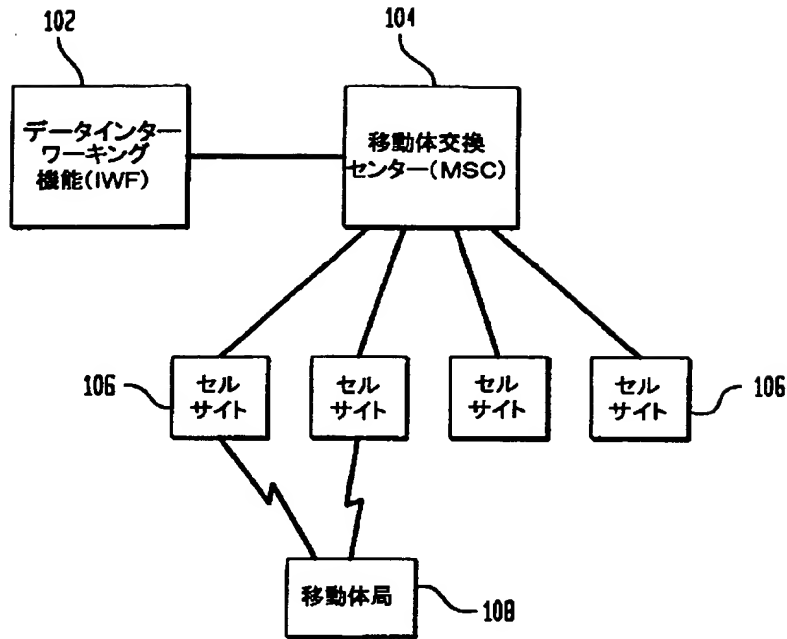 102
104
データインター
ワーキング
機能(IWF)
移動体交換
センター(MSC)
106
セル
サイト
セル
サイト
セル
サイト
セル
サイト
106
移動体局
108